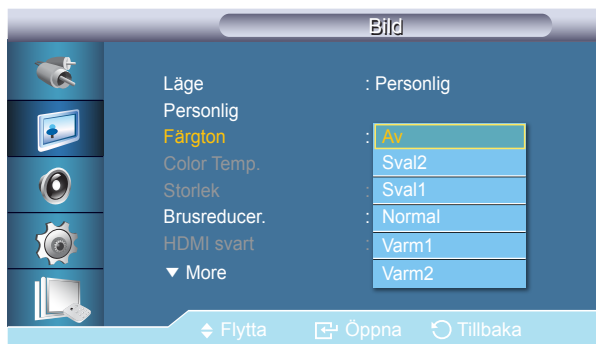 Bild
Läge : Personlig
Personlig
Färgton : Av
Color Temp. Sval2
Storlek : Sval1
Brusreducer. : Normal
HDMI svart : Varm1
▼ More Varm2
Flytta Öppna Tillbaka